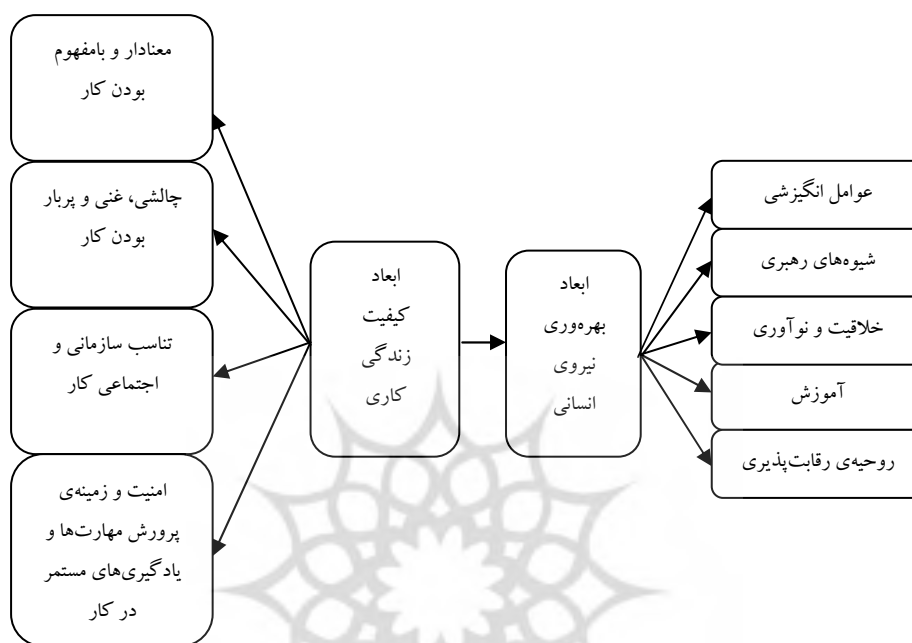 معنادار و بامفهوم
بودن کار
چالشی، غنی و پربار
بودن کار
تناسب سازمانی و
اجتماعی کار
امنیت و زمینه‌ی
پرورش مهارت‌ها و
یادگیری‌های مستمر
در کار
ابعاد
کیفیت
زندگی
کاری
ابعاد
بهره‌وری
نیروی
انسانی
عوامل انگیزشی
شیوه‌های رهبری
خلاقیت و نوآوری
آموزش
روحیه‌ی رقابت‌پذیری